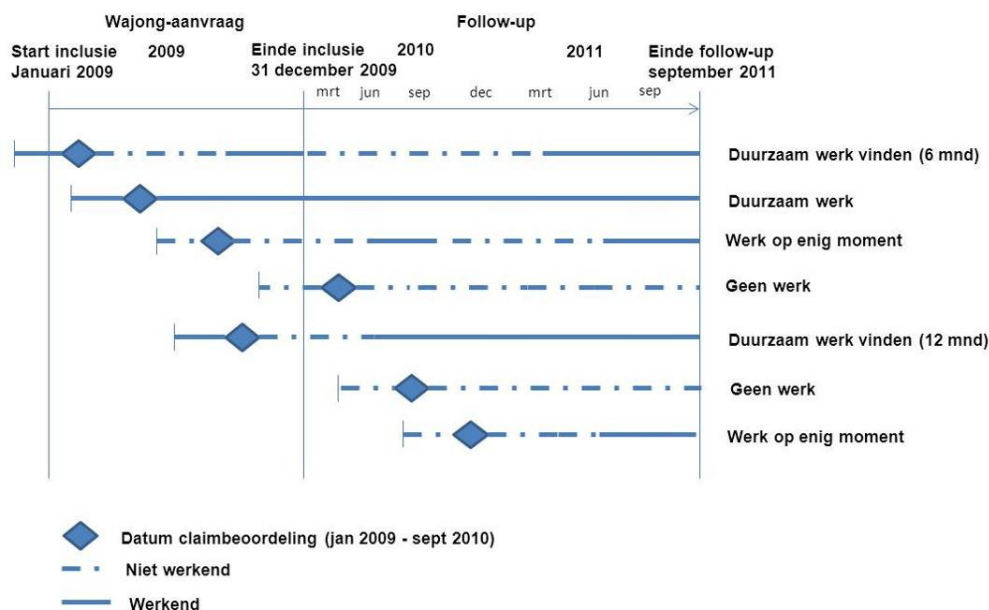 Wajong-aanvraag Follow-up
Start inclusie 2009 Einde inclusie 2010 2011 Einde follow-up
Januari 2009 31 december 2009 september 2011
mrt jun sep dec mrt jun sep
Duurzaam werk vinden (6 mnd)
Duurzaam werk
Werk op enig moment
Geen werk
Duurzaam werk vinden (12 mnd)
Geen werk
Werk op enig moment
Datum claimbeoordeling (jan 2009 - sept 2010)
Niet werkend
Werkend